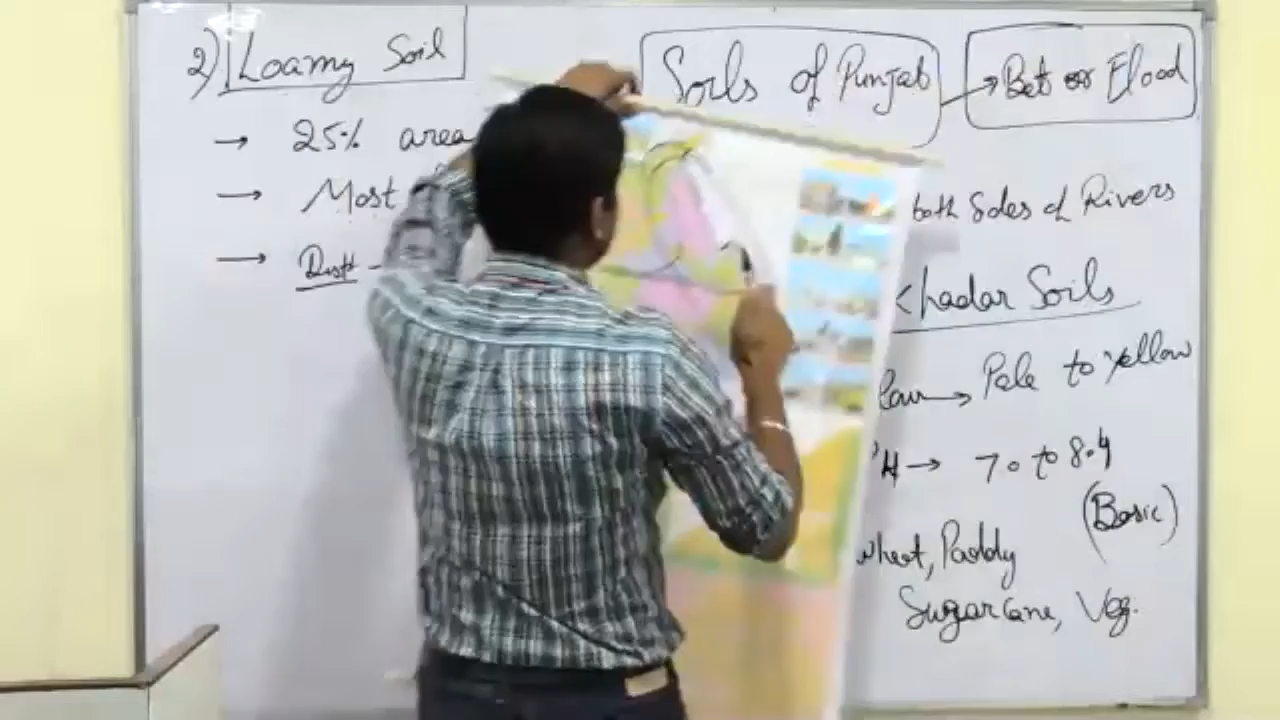 2) Loamy Soil
→ 25% area
→ Most
→ Distt →
Soils of Punjab → Bet or Flood
both Sides of Rivers
Khadar Soils
→ Pale to yellow
PH → 7.0 to 8.4
(Basic)
wheat, Paddy
Sugarcane, Veg.